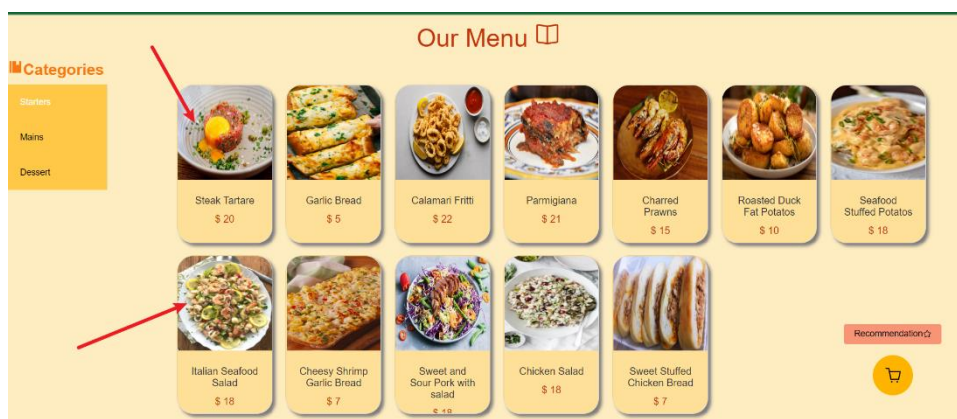 Our Menu
Categories
Starters
Mains
Dessert
Steak Tartare
$ 20
Garlic Bread
$ 5
Calamari Fritti
$ 22
Parmigiana
$ 21
Charred
Prawns
$ 15
Roasted Duck
Fat Potatos
$ 10
Seafood
Stuffed Potatos
$ 18
Italian Seafood
Salad
$ 18
Cheesy Shrimp
Garlic Bread
$ 7
Sweet and
Sour Pork with
salad
Chicken Salad
$ 18
Sweet Stuffed
Chicken Bread
$ 7
Recommendation